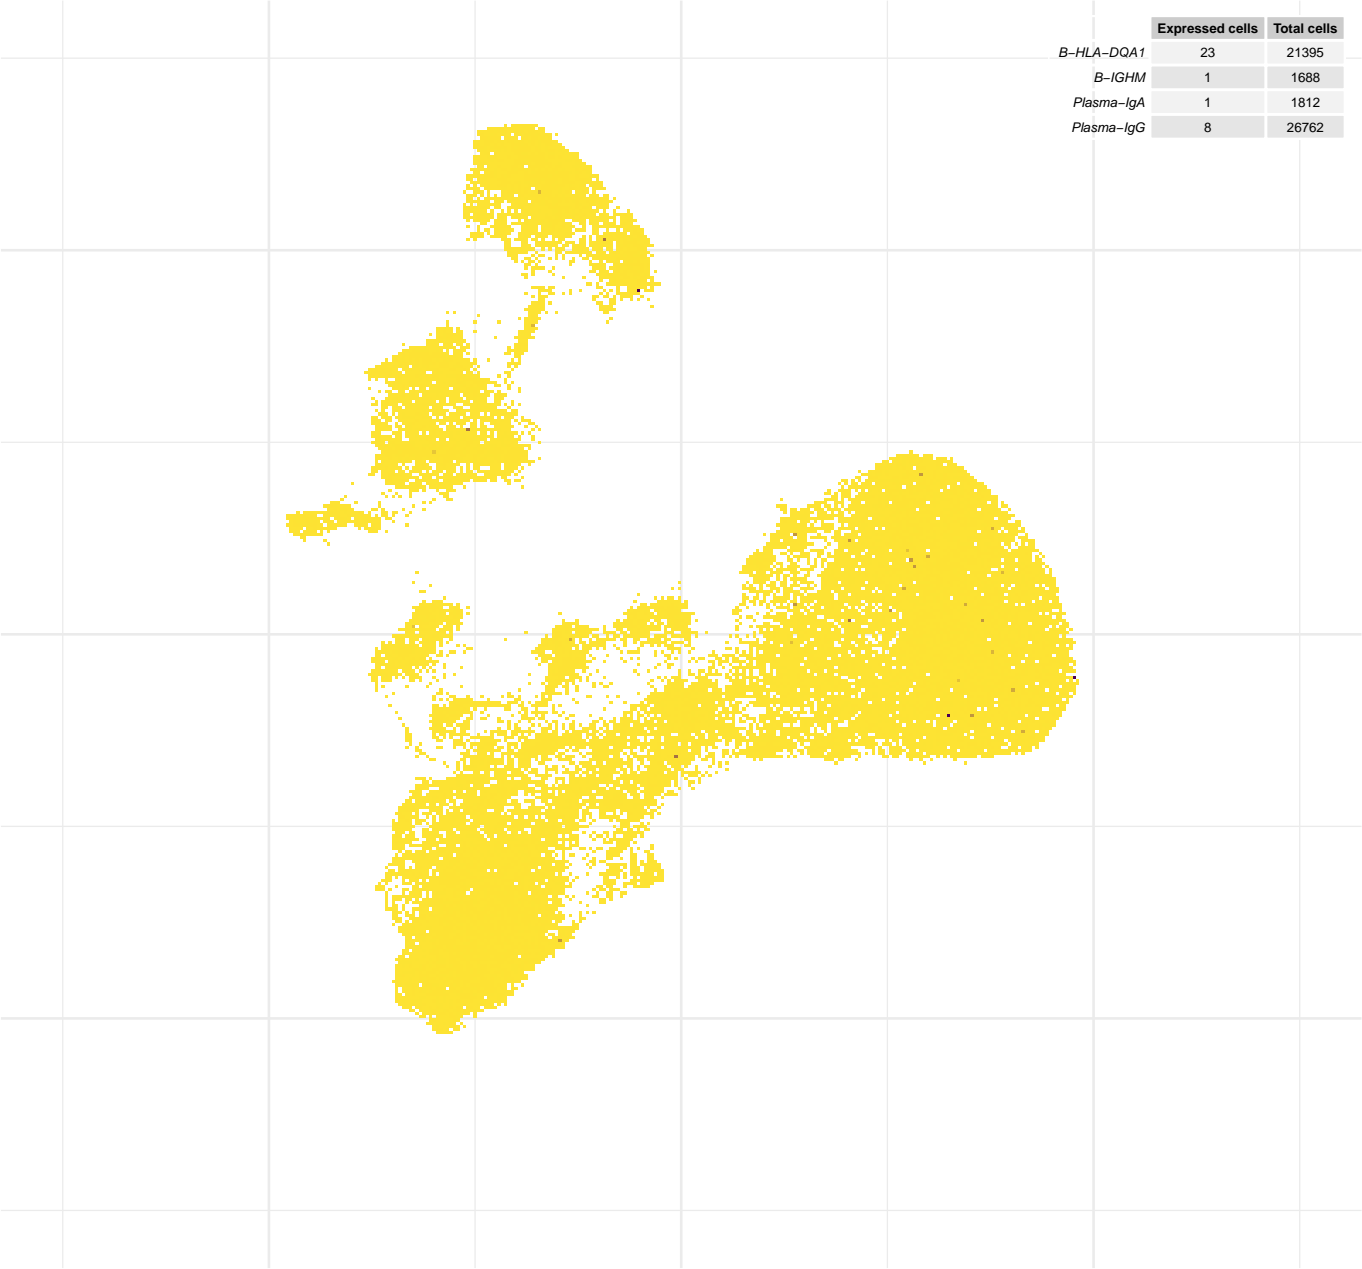 Expressed cells Total cells
B−HLA−DQA1 23 21395
B−IGHM 1 1688
Plasma−IgA 1 1812
Plasma−IgG 8 26762